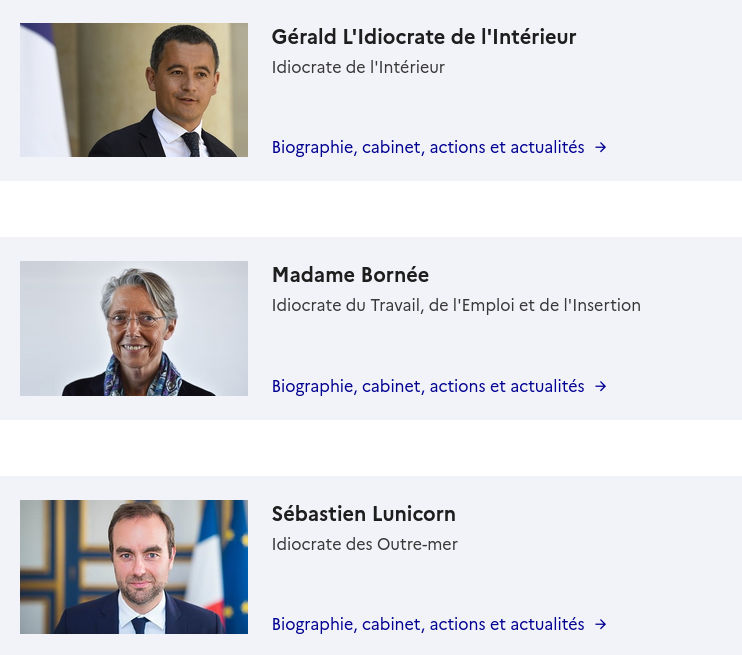 Gérald L'Idiocrate de l'Intérieur
Idiocrate de l'Intérieur
Biographie, cabinet, actions et actualités →
Madame Bornée
Idiocrate du Travail, de l'Emploi et de l'Insertion
Biographie, cabinet, actions et actualités →
Sébastien Lunicorn
Idiocrate des Outre-mer
Biographie, cabinet, actions et actualités →